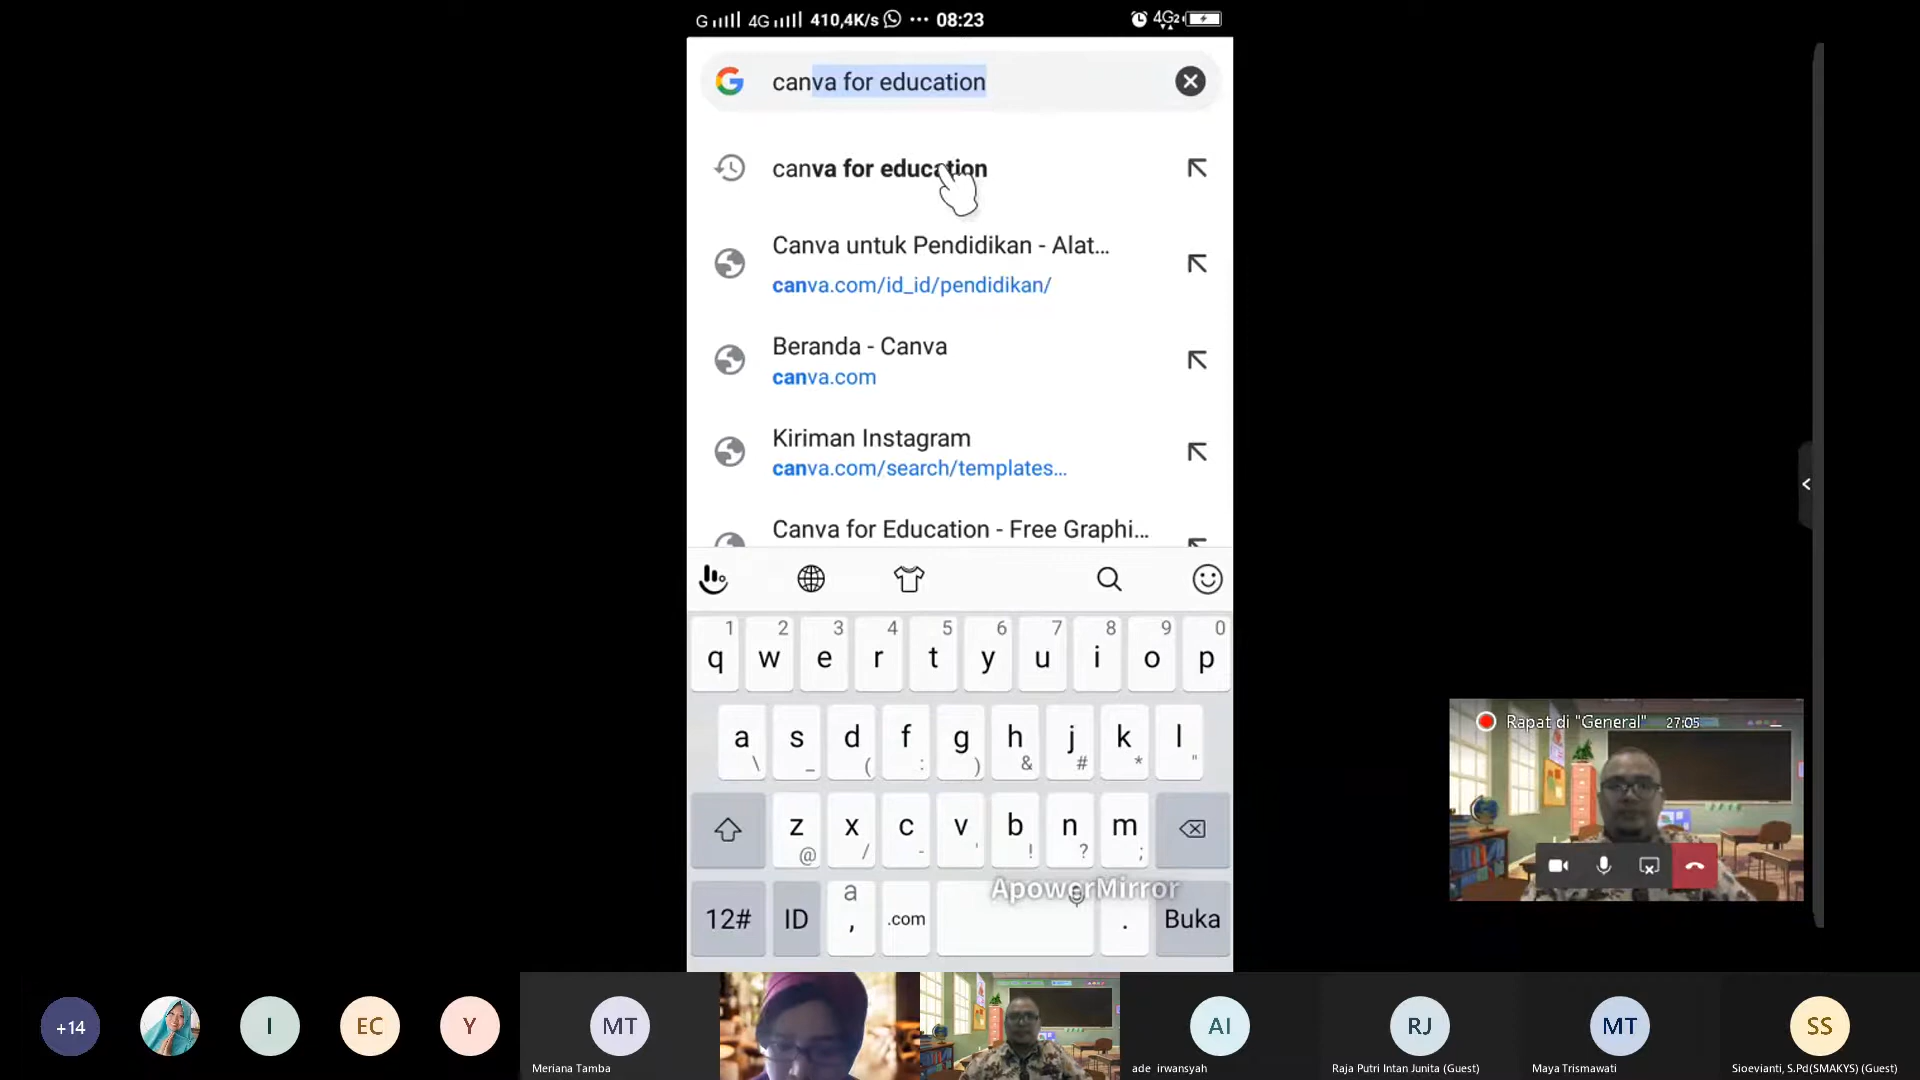 G 4G 410,4K/s ··· 08:23 4G2
canva for education
canva for education
Canva untuk Pendidikan - Alat...
canva.com/id_id/pendidikan/
Beranda - Canva
canva.com
Kiriman Instagram
canva.com/search/templates...
Canva for Education - Free Graphi...
1 2 3 4 5 6 7 8 9 0
q w e r t y u i o p
a s d f g h j k l
\ _ ( : ) & # * "
z x c v b n m
@ / - ' ! ? ;
ApowerMirror
12# ID a , .com . Buka
Rapat di "General" 27:05
+14 I EC Y MT AI RJ MT SS
Meriana Tamba
ade irwansyah
Raja Putri Intan Junita (Guest)
Maya Trismawati
Sioevianti, S.Pd(SMAKYS) (Guest)